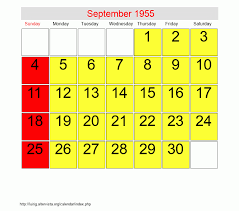 September 1955
Sunday Monday Tuesday Wednesday Thursday Friday Saturday
1 2 3
4 5 6 7 8 9 10
11 12 13 14 15 16 17
18 19 20 21 22 23 24
25 26 27 28 29 30